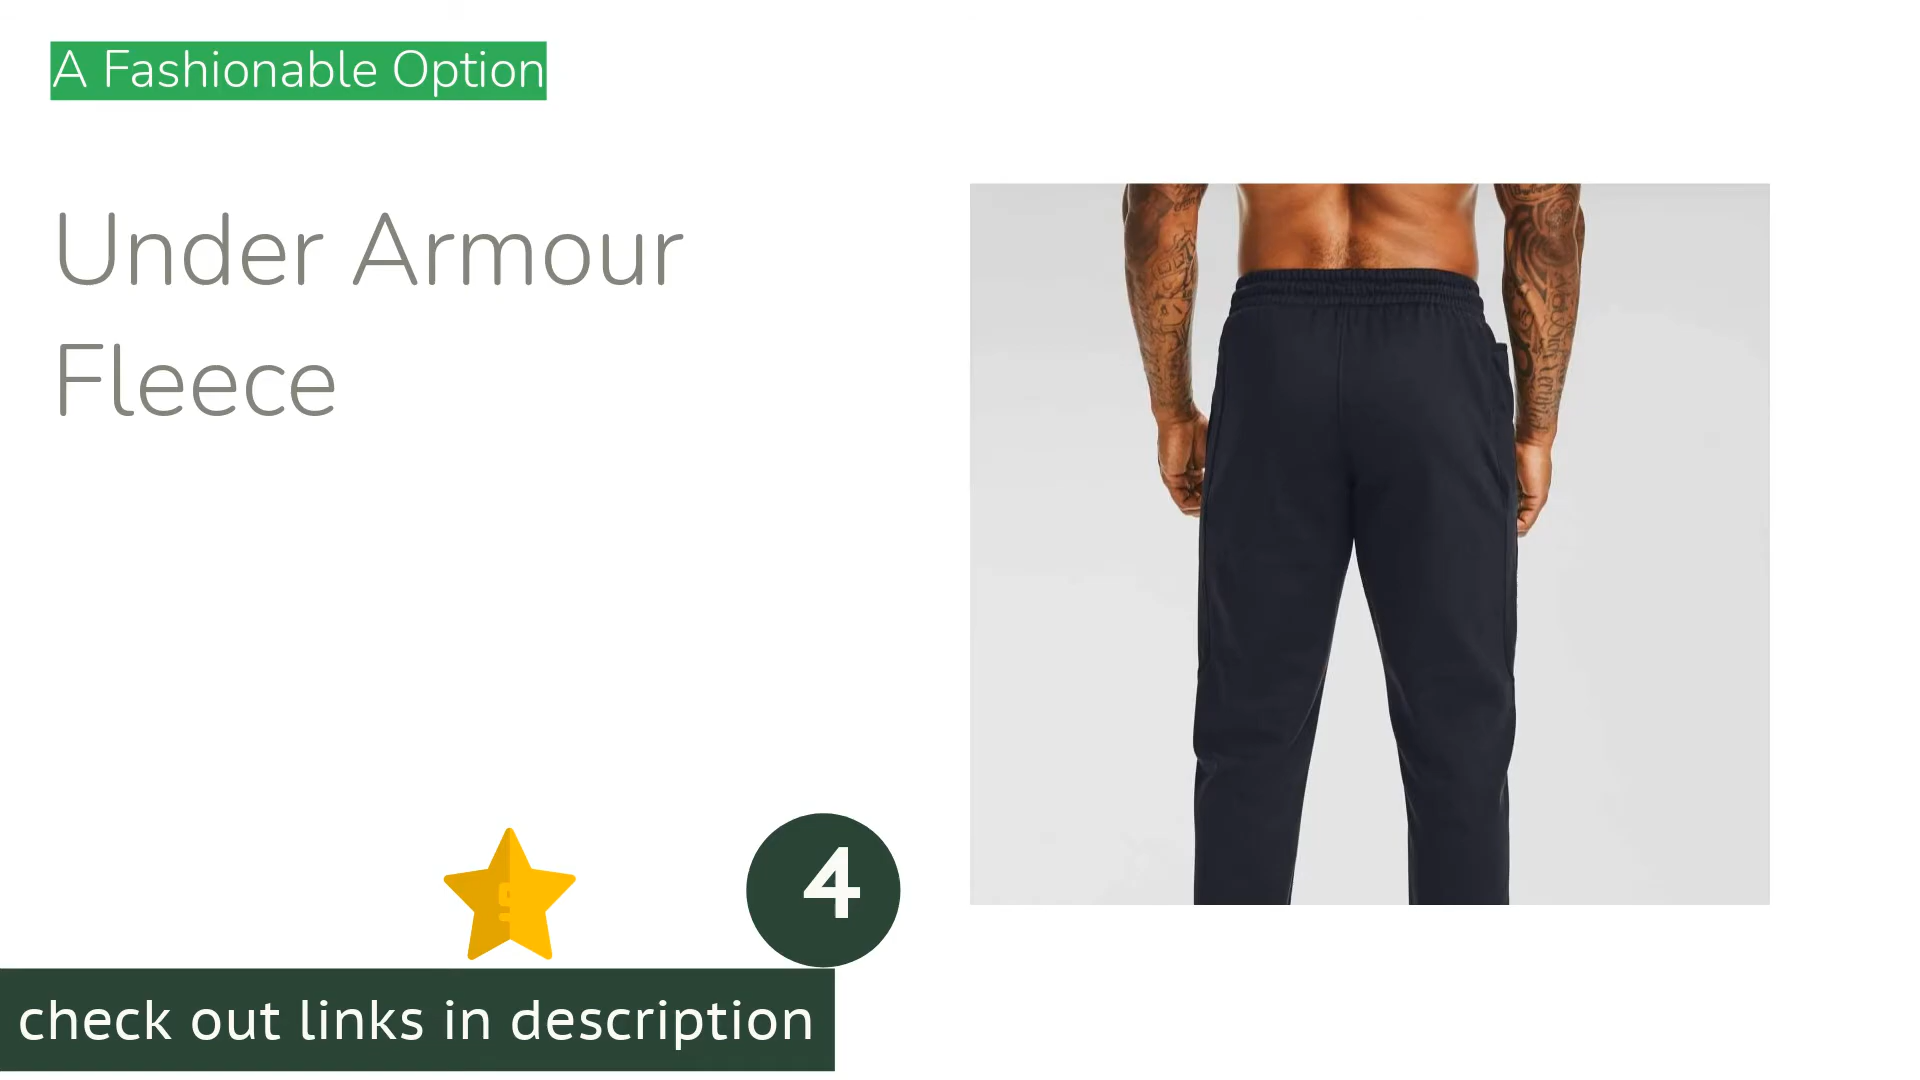 A Fashionable Option
Under Armour
Fleece
4
check out links in description